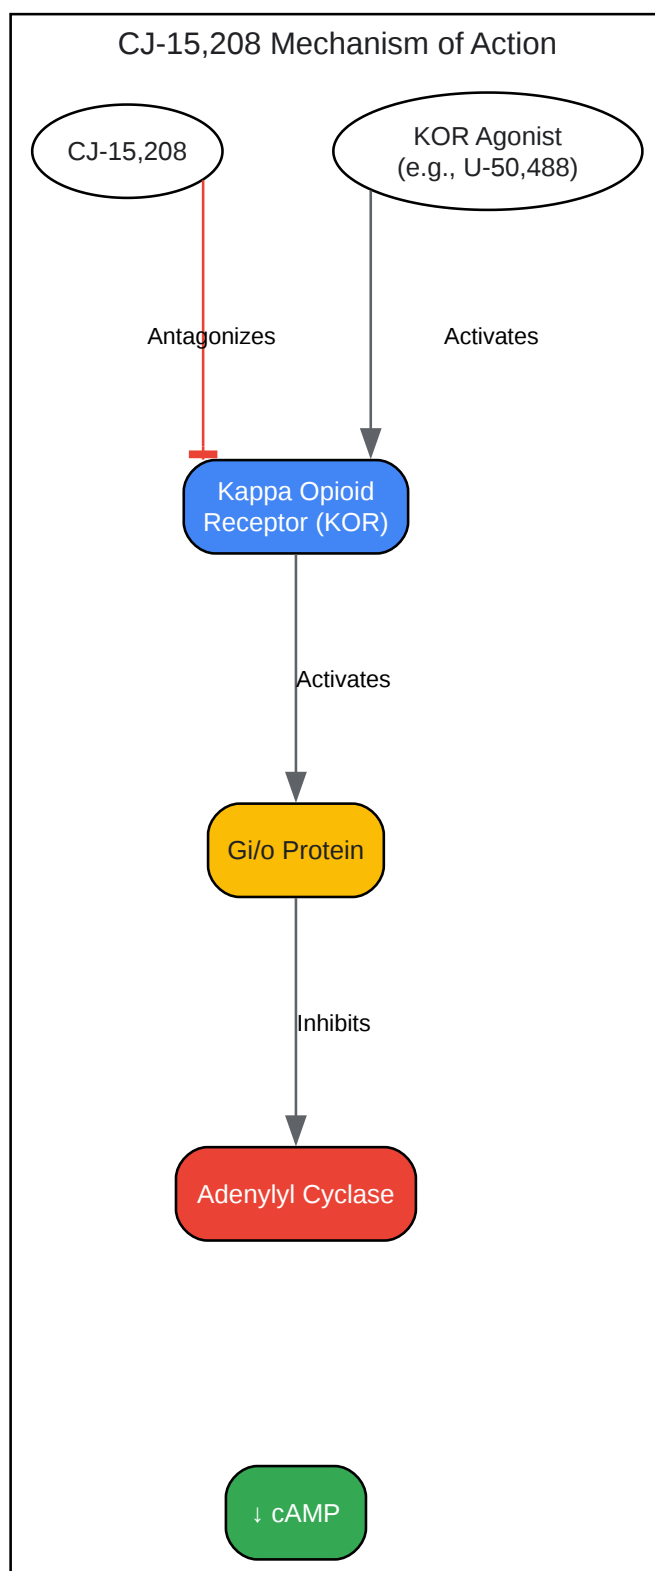 CJ-15,208 Mechanism of Action
CJ-15,208
KOR Agonist
(e.g., U-50,488)
Antagonizes
Activates
Kappa Opioid
Receptor (KOR)
Activates
Gi/o Protein
Inhibits
Adenylyl Cyclase
↓ cAMP